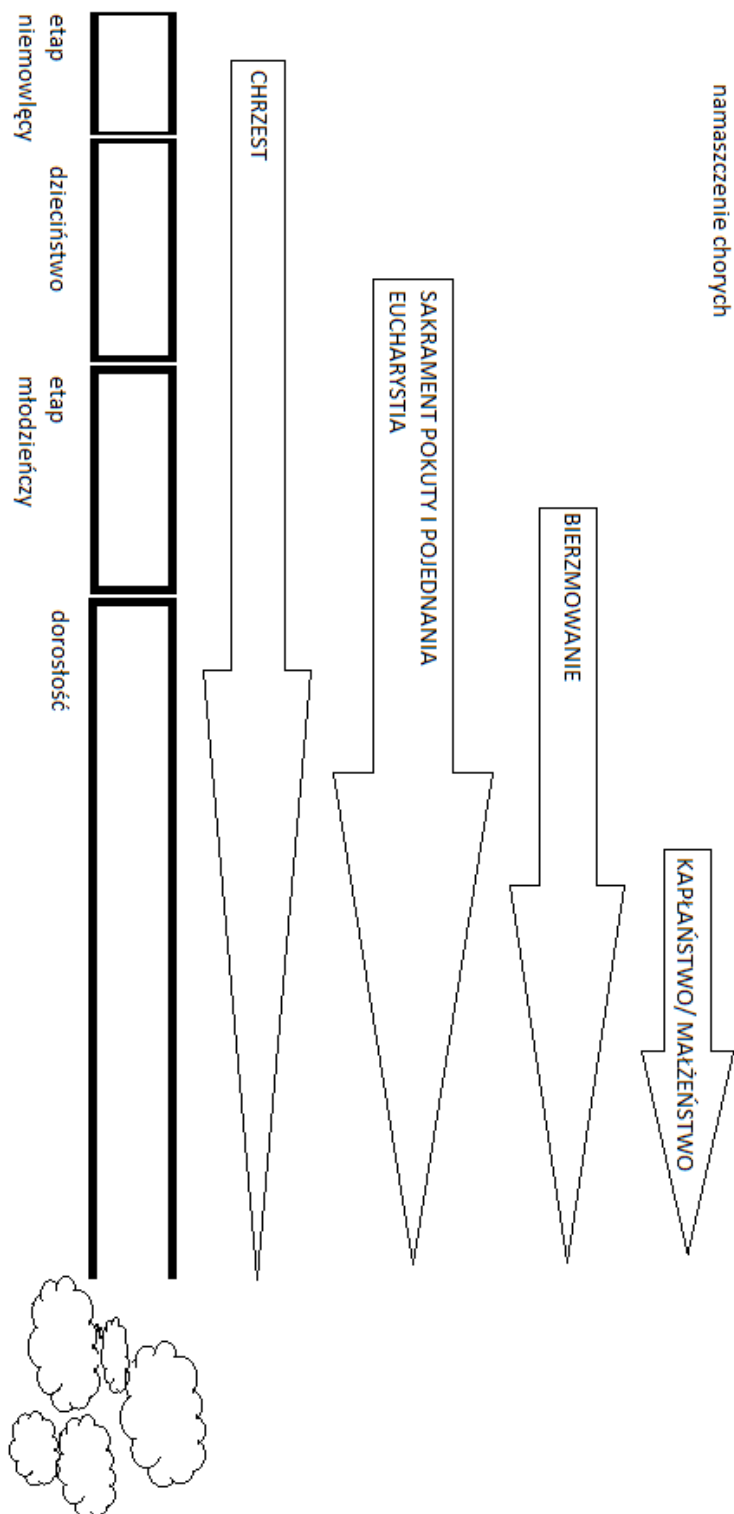 namaszczenie chorych
KAPŁAŃSTWO/ MAŁŻEŃSTWO
BIERZMOWANIE
SAKRAMENT POKUTY I POJEDNANIA
EUCHARYSTIA
CHRZEST
etap
niemowlęcy
dzieciństwo
etap
młodzieńczy
dorosłość